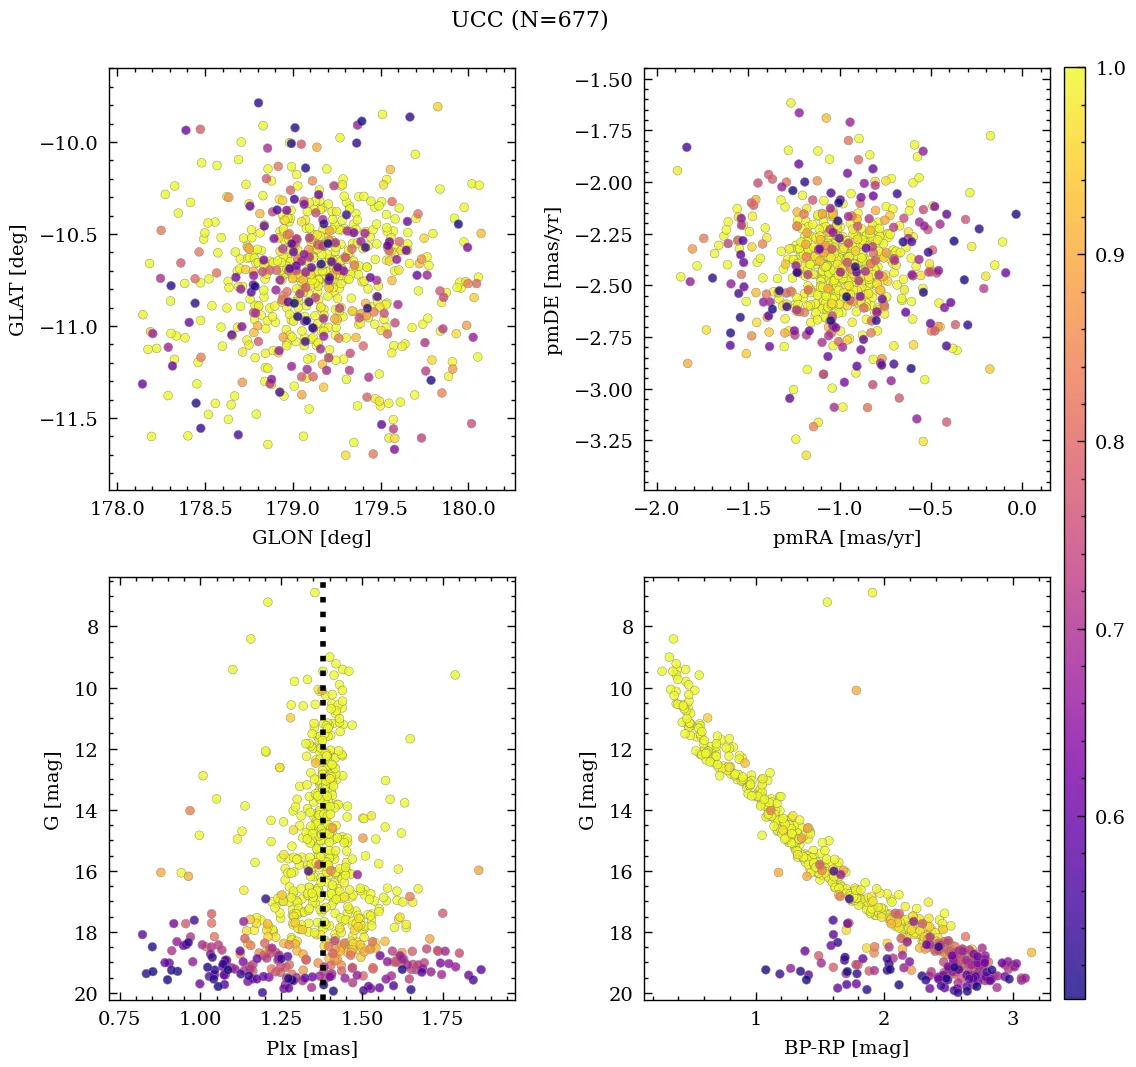 UCC (N=677)
−10.0
−10.5
−11.0
−11.5
GLAT [deg]
178.0 178.5 179.0 179.5 180.0
GLON [deg]
−1.50
−1.75
−2.00
−2.25
−2.50
−2.75
−3.00
−3.25
pmDE [mas/yr]
−2.0 −1.5 −1.0 −0.5 0.0
pmRA [mas/yr]
1.0
0.9
0.8
0.7
0.6
8
10
12
14
16
18
20
G [mag]
0.75 1.00 1.25 1.50 1.75
Plx [mas]
8
10
12
14
16
18
20
G [mag]
1 2 3
BP-RP [mag]